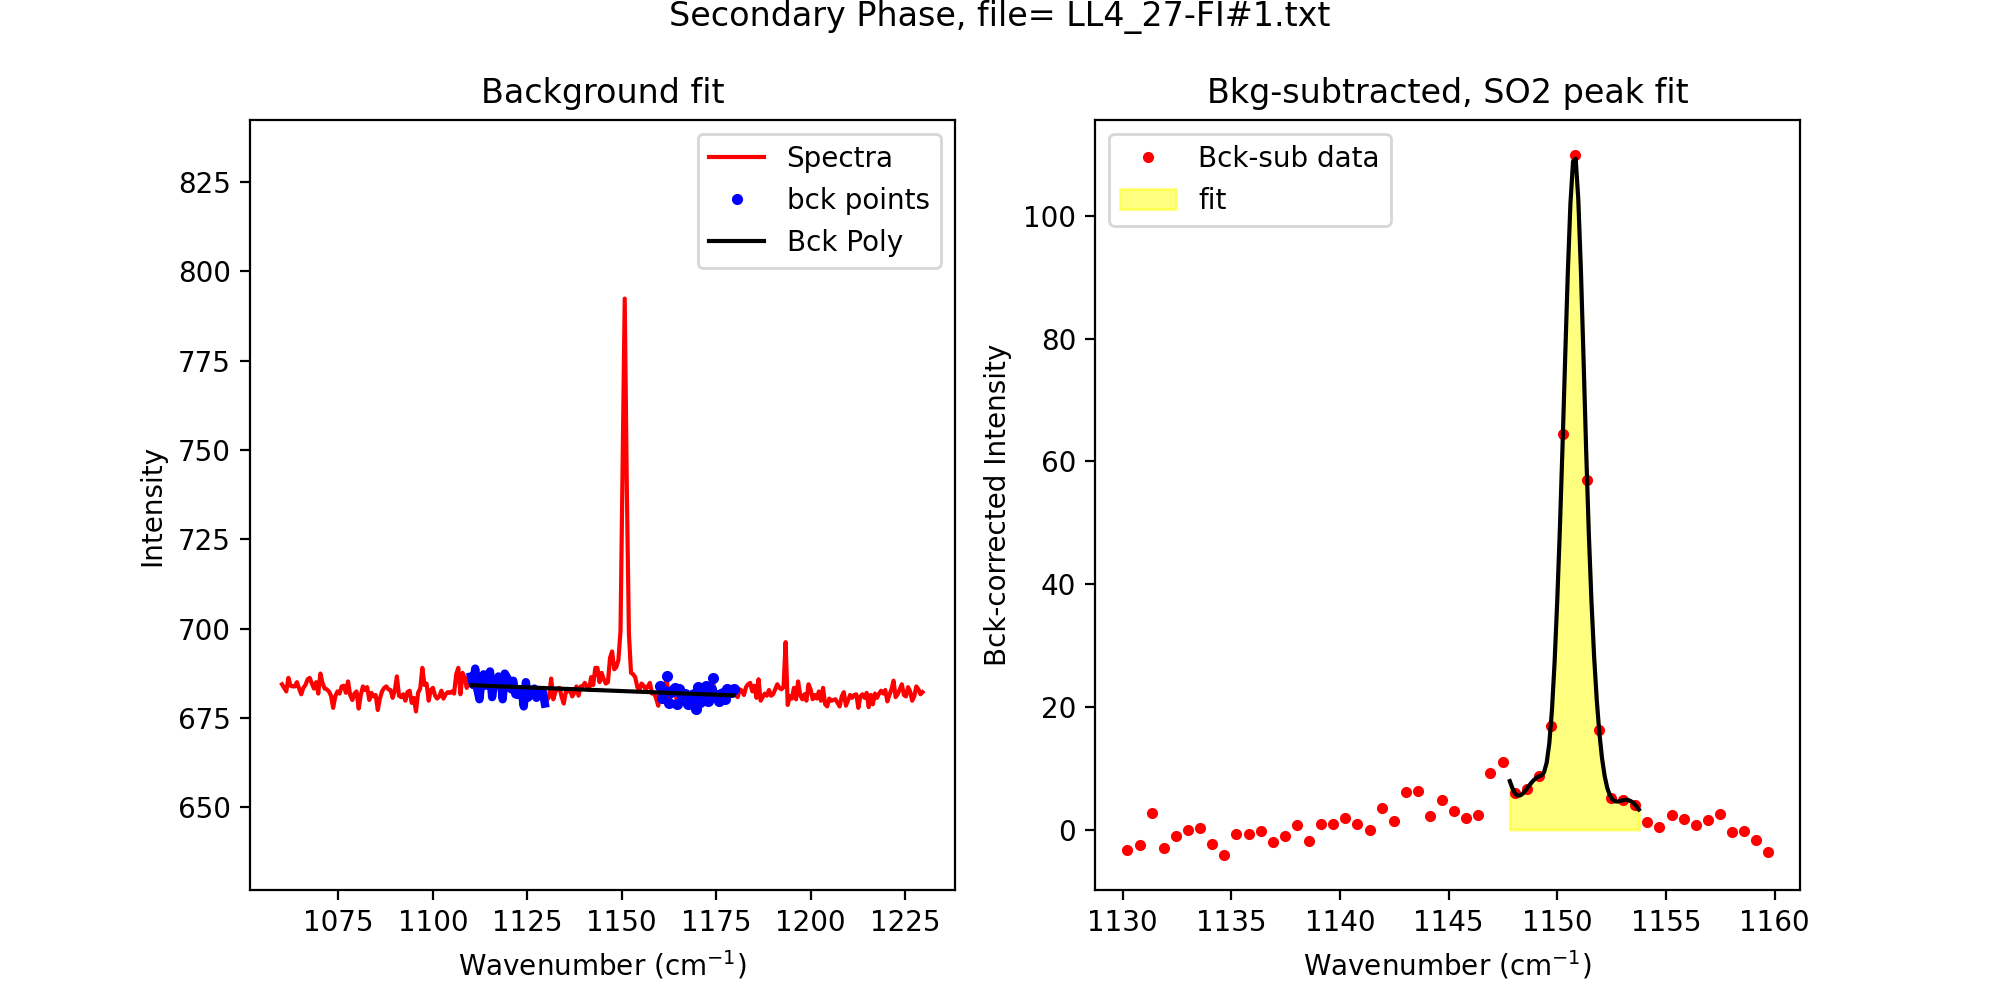 Secondary Phase, file= LL4_27-FI#1.txt
Background fit
Spectra
bck points
Bck Poly
825
800
775
750
725
700
675
650
Intensity
1075 1100 1125 1150 1175 1200 1225
Wavenumber (cm⁻¹)
Bkg-subtracted, SO2 peak fit
Bck-sub data
fit
100
80
60
40
20
0
Bck-corrected Intensity
1130 1135 1140 1145 1150 1155 1160
Wavenumber (cm⁻¹)